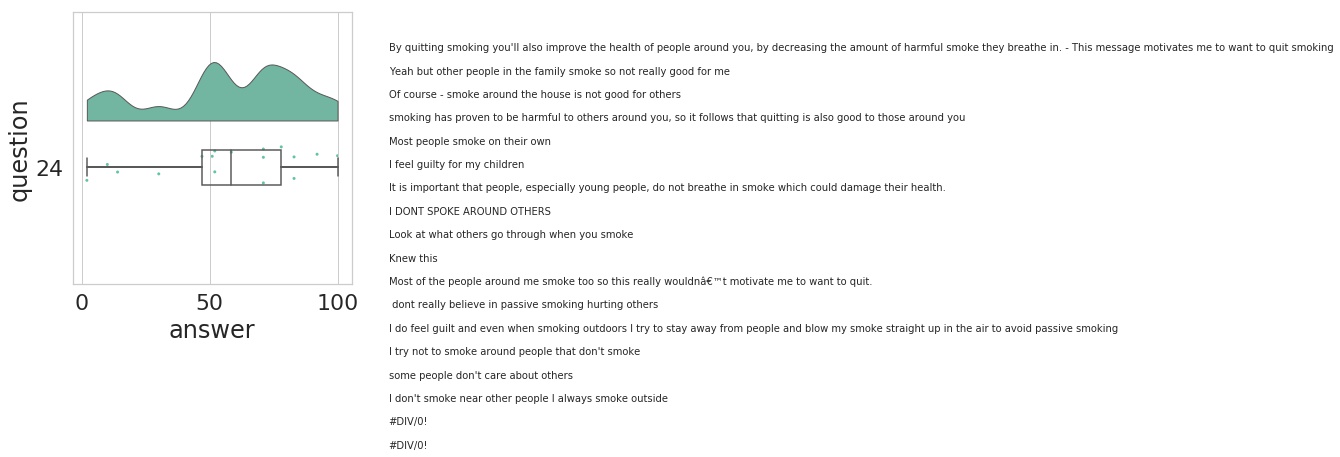 By quitting smoking you'll also improve the health of people around you, by decreasing the amount of harmful smoke they breathe in. - This message motivates me to want to quit smoking
Yeah but other people in the family smoke so not really good for me
Of course - smoke around the house is not good for others
smoking has proven to be harmful to others around you, so it follows that quitting is also good to those around you
Most people smoke on their own
I feel guilty for my children
It is important that people, especially young people, do not breathe in smoke which could damage their health.
I DONT SPOKE AROUND OTHERS
Look at what others go through when you smoke
Knew this
Most of the people around me smoke too so this really wouldnâ€™t motivate me to want to quit.
dont really believe in passive smoking hurting others
I do feel guilt and even when smoking outdoors I try to stay away from people and blow my smoke straight up in the air to avoid passive smoking
I try not to smoke around people that don't smoke
some people don't care about others
I don't smoke near other people I always smoke outside
#DIV/0!
#DIV/0!
question
24
0 50 100
answer